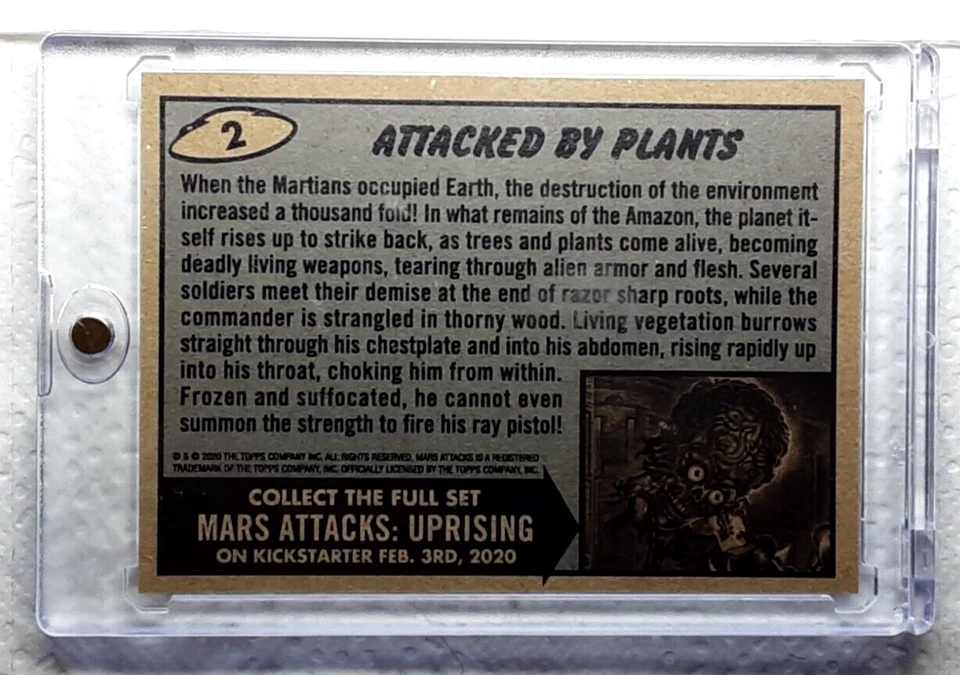 2
ATTACKED BY PLANTS
When the Martians occupied Earth, the destruction of the environment
increased a thousand fold! In what remains of the Amazon, the planet it-
self rises up to strike back, as trees and plants come alive, becoming
deadly living weapons, tearing through alien armor and flesh. Several
soldiers meet their demise at the end of razor sharp roots, while the
commander is strangled in thorny wood. Living vegetation burrows
straight through his chestplate and into his abdomen, rising rapidly up
into his throat, choking him from within.
Frozen and suffocated, he cannot even
summon the strength to fire his ray pistol!
® & © 2020 THE TOPPS COMPANY INC. ALL RIGHTS RESERVED. MARS ATTACKS IS A REGISTERED
TRADEMARK OF THE TOPPS COMPANY, INC. OFFICIALLY LICENSED BY THE TOPPS COMPANY, INC.
COLLECT THE FULL SET
MARS ATTACKS: UPRISING
ON KICKSTARTER FEB. 3RD, 2020